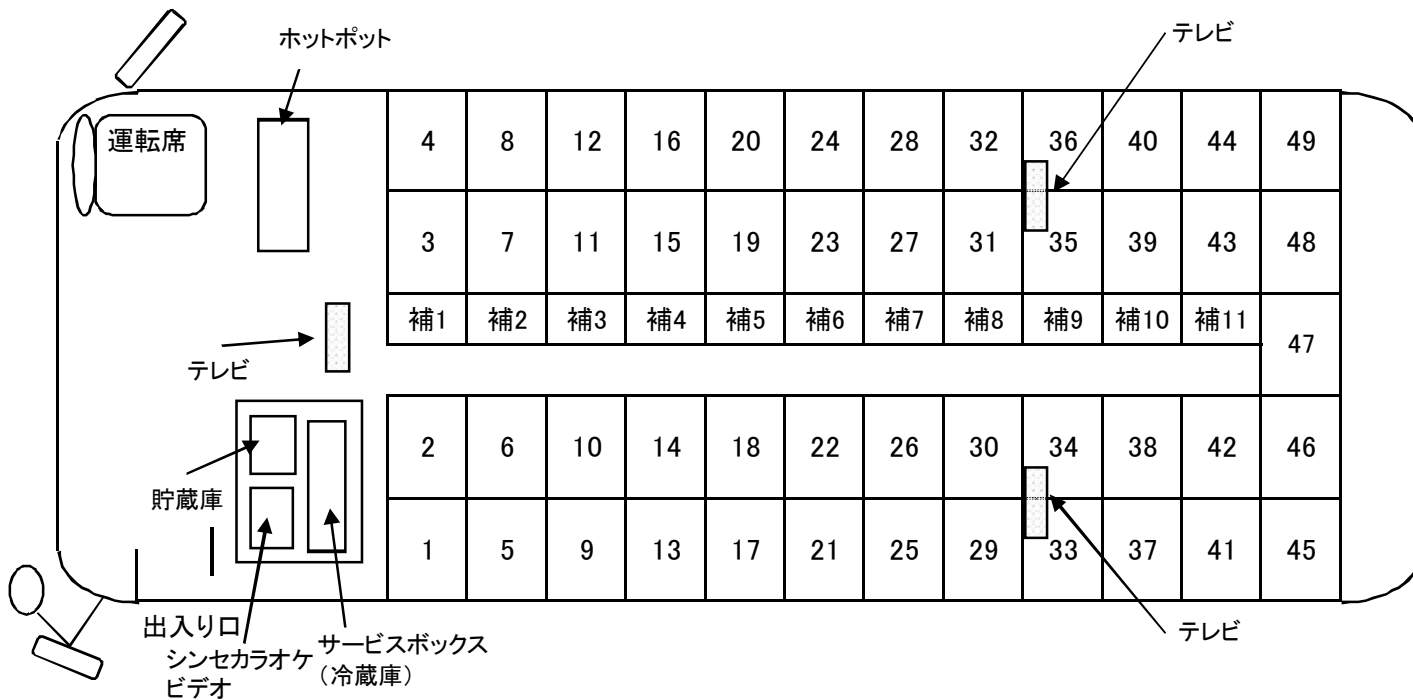 ホットポット
テレビ
運転席
4 8 12 16 20 24 28 32 36 40 44 49
3 7 11 15 19 23 27 31 35 39 43 48
補1 補2 補3 補4 補5 補6 補7 補8 補9 補10 補11
47
テレビ
2 6 10 14 18 22 26 30 34 38 42 46
貯蔵庫
1 5 9 13 17 21 25 29 33 37 41 45
出入り口
シンセカラオケ
ビデオ
サービスボックス
(冷蔵庫)
テレビ